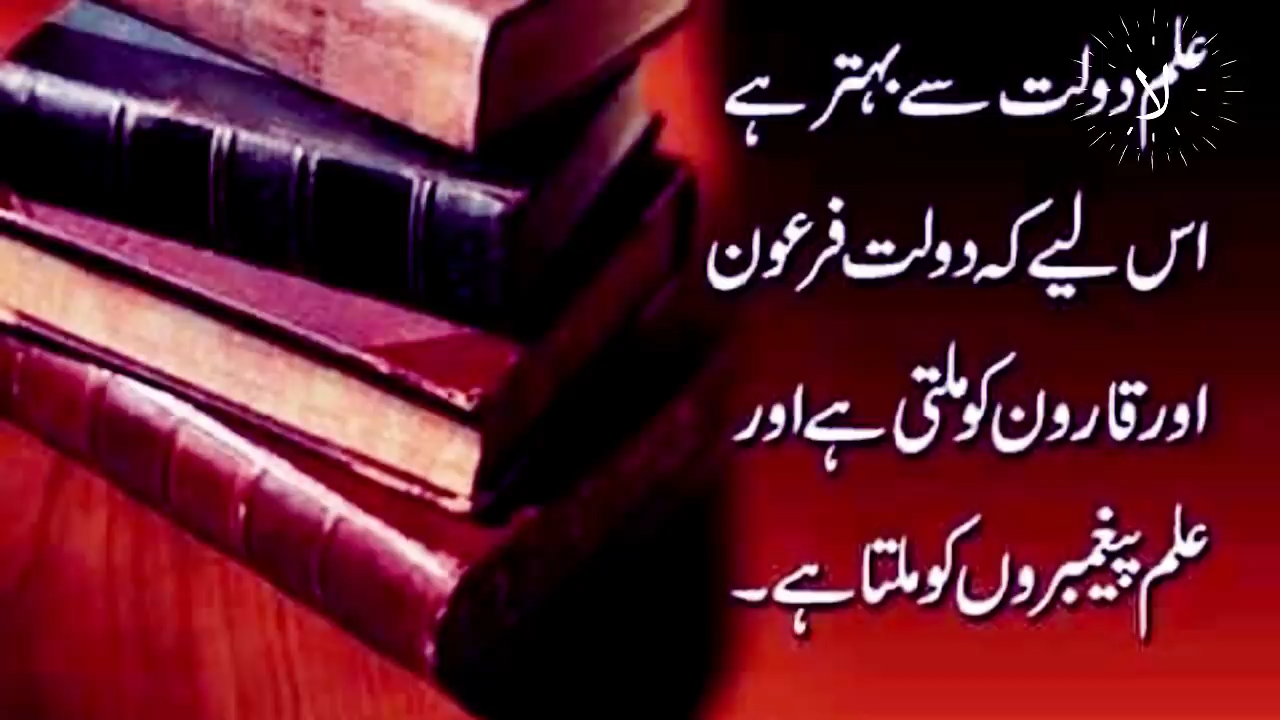 علم دولت سے بہتر ہے
اس لیے کہ دولت فرعون
اور قارون کو ملتی ہے اور
علم پیغمبروں کو ملتا ہے۔
لا